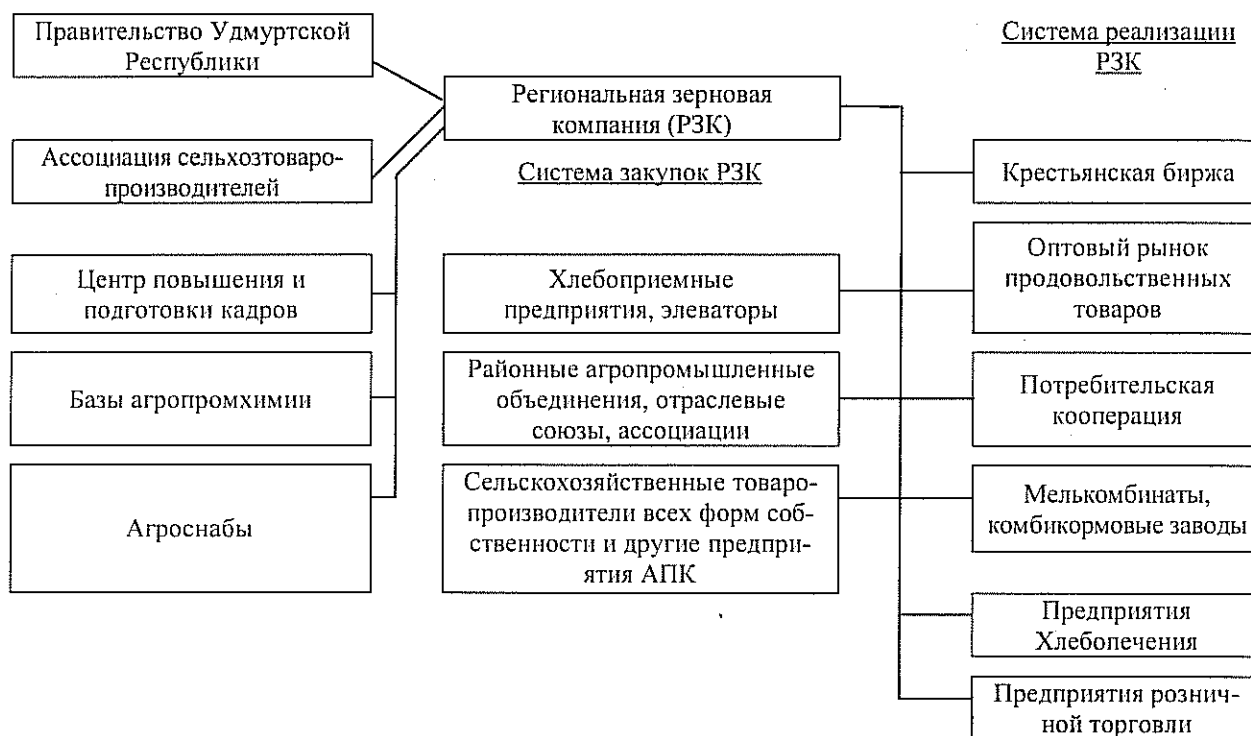 Правительство Удмуртской
Республики
Ассоциация сельхозтоваро-
производителей
Центр повышения и
подготовки кадров
Базы агропромхимии
Агроснабы
Региональная зерновая
компания (РЗК)
Система закупок РЗК
Хлебоприемные
предприятия, элеваторы
Районные агропромышленные
объединения, отраслевые
союзы, ассоциации
Сельскохозяйственные товаро-
производители всех форм соб-
ственности и другие предпри-
ятия АПК
Система реализации
РЗК
Крестьянская биржа
Оптовый рынок
продовольственных
товаров
Потребительская
кооперация
Мелькомбинаты,
комбикормовые заводы
Предприятия
Хлебопечения
Предприятия рознич-
ной торговли